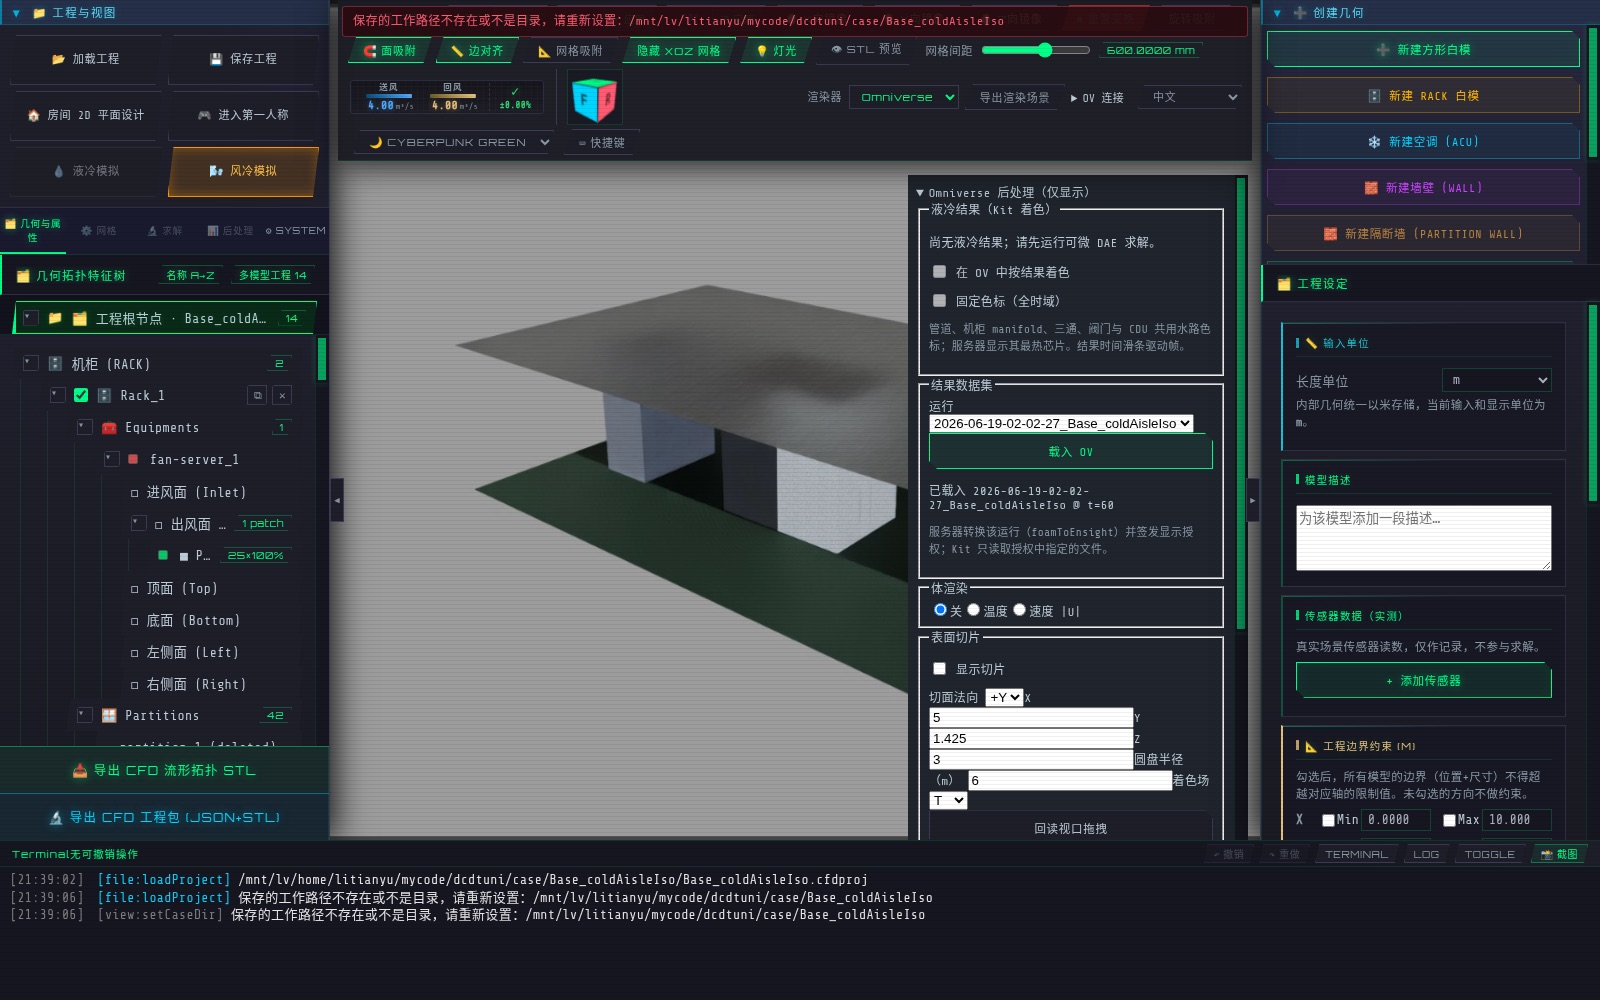 ▼ 📁 工程与视图
📂 加载工程
💾 保存工程
🏠 房间 2D 平面设计
🎮 进入第一人称
💧 液冷模拟
🌬️ 风冷模拟
🗂️ 几何与属性
⚙️ 网格
🔬 求解
📊 后处理
⚙ SYSTEM
🗂️ 几何拓扑特征树
名称 A→Z
多模型工程 14
📁 🗂️ 工程根节点 · Base_coldA… 14
🗄️ 机柜 (RACK) 2
🗄️ Rack_1
🧰 Equipments 1
fan-server_1
□ 进风面 (Inlet)
□ 出风面 … 1 patch
■ P… 25×100%
□ 顶面 (Top)
□ 底面 (Bottom)
□ 左侧面 (Left)
□ 右侧面 (Right)
🪟 Partitions 42
📥 导出 CFD 流形拓扑 STL
🔬 导出 CFD 工程包 (JSON+STL)
保存的工作路径不存在或不是目录，请重新设置：/mnt/lv/litianyu/mycode/dcdtuni/case/Base_coldAisleIso
🧲 面吸附
📏 边对齐
📐 网格吸附
隐藏 XOZ 网格
💡 灯光
👁 STL 预览
网格间距
600.0000 mm
送风
4.00 m³/s
回风
4.00 m³/s
✓
±0.00%
F R
渲染器
Omniverse
导出渲染场景
▶ OV 连接
中文
🌙 CYBERPUNK GREEN
⌨ 快捷键
▼ Omniverse 后处理（仅显示）
液冷结果（Kit 着色）
尚无液冷结果；请先运行可微 DAE 求解。
在 OV 中按结果着色
固定色标（全时域）
管道、机柜 manifold、三通、阀门与 CDU 共用水路色
标；服务器显示其最热芯片。结果时间滑条驱动帧。
结果数据集
运行
2026-06-19-02-02-27_Base_coldAisleIso
载入 OV
已载入 2026-06-19-02-02-
27_Base_coldAisleIso @ t=60
服务器转换该运行（foamToEnsight）并签发显示授
权；Kit 只读取授权中指定的文件。
体渲染
关 温度 速度 |U|
表面切片
显示切片
切面法向 +Y X
5 Y
1.425 Z
3 圆盘半径
（m） 6 着色场
T
回读视口拖拽
▼ ➕ 创建几何
➕ 新建方形白模
🗄️ 新建 RACK 白模
❄️ 新建空调 (ACU)
🧱 新建墙壁 (WALL)
🧱 新建隔断墙 (PARTITION WALL)
🗂️ 工程设定
📏 输入单位
长度单位
m
内部几何统一以米存储，当前输入和显示单位为
m。
模型描述
为该模型添加一段描述…
传感器数据（实测）
真实场景传感器读数，仅作记录，不参与求解。
+ 添加传感器
📐 工程边界约束 (M)
勾选后，所有模型的边界（位置+尺寸）不得超
越对应轴的限制值。未勾选的方向不做约束。
X Min 0.0000 Max 10.000
Terminal无可撤销操作
↶ 撤销
↷ 重做
TERMINAL
LOG
TOGGLE
📸 截图
[21:39:02] [file:loadProject] /mnt/lv/home/litianyu/mycode/dcdtuni/case/Base_coldAisleIso/Base_coldAisleIso.cfdproj
[21:39:06] [file:loadProject] 保存的工作路径不存在或不是目录，请重新设置：/mnt/lv/litianyu/mycode/dcdtuni/case/Base_coldAisleIso
[21:39:06] [view:setCaseDir] 保存的工作路径不存在或不是目录，请重新设置：/mnt/lv/litianyu/mycode/dcdtuni/case/Base_coldAisleIso